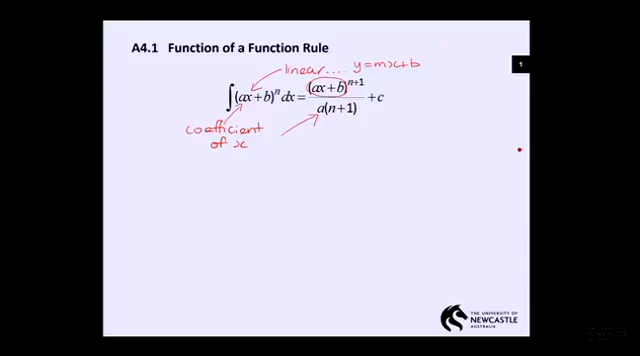 A4.1 Function of a Function Rule
linear.... y=mx+b
∫(ax+b)ⁿ dx = (ax+b)ⁿ⁺¹ / a(n+1) + c
coefficient
of x
1
THE UNIVERSITY OF
NEWCASTLE
AUSTRALIA